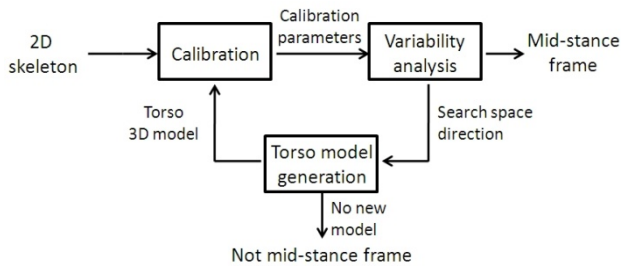 Calibration
parameters
2D
skeleton
Calibration
Variability
analysis
Mid-stance
frame
Torso
3D model
Search space
direction
Torso model
generation
No new
model
Not mid-stance frame